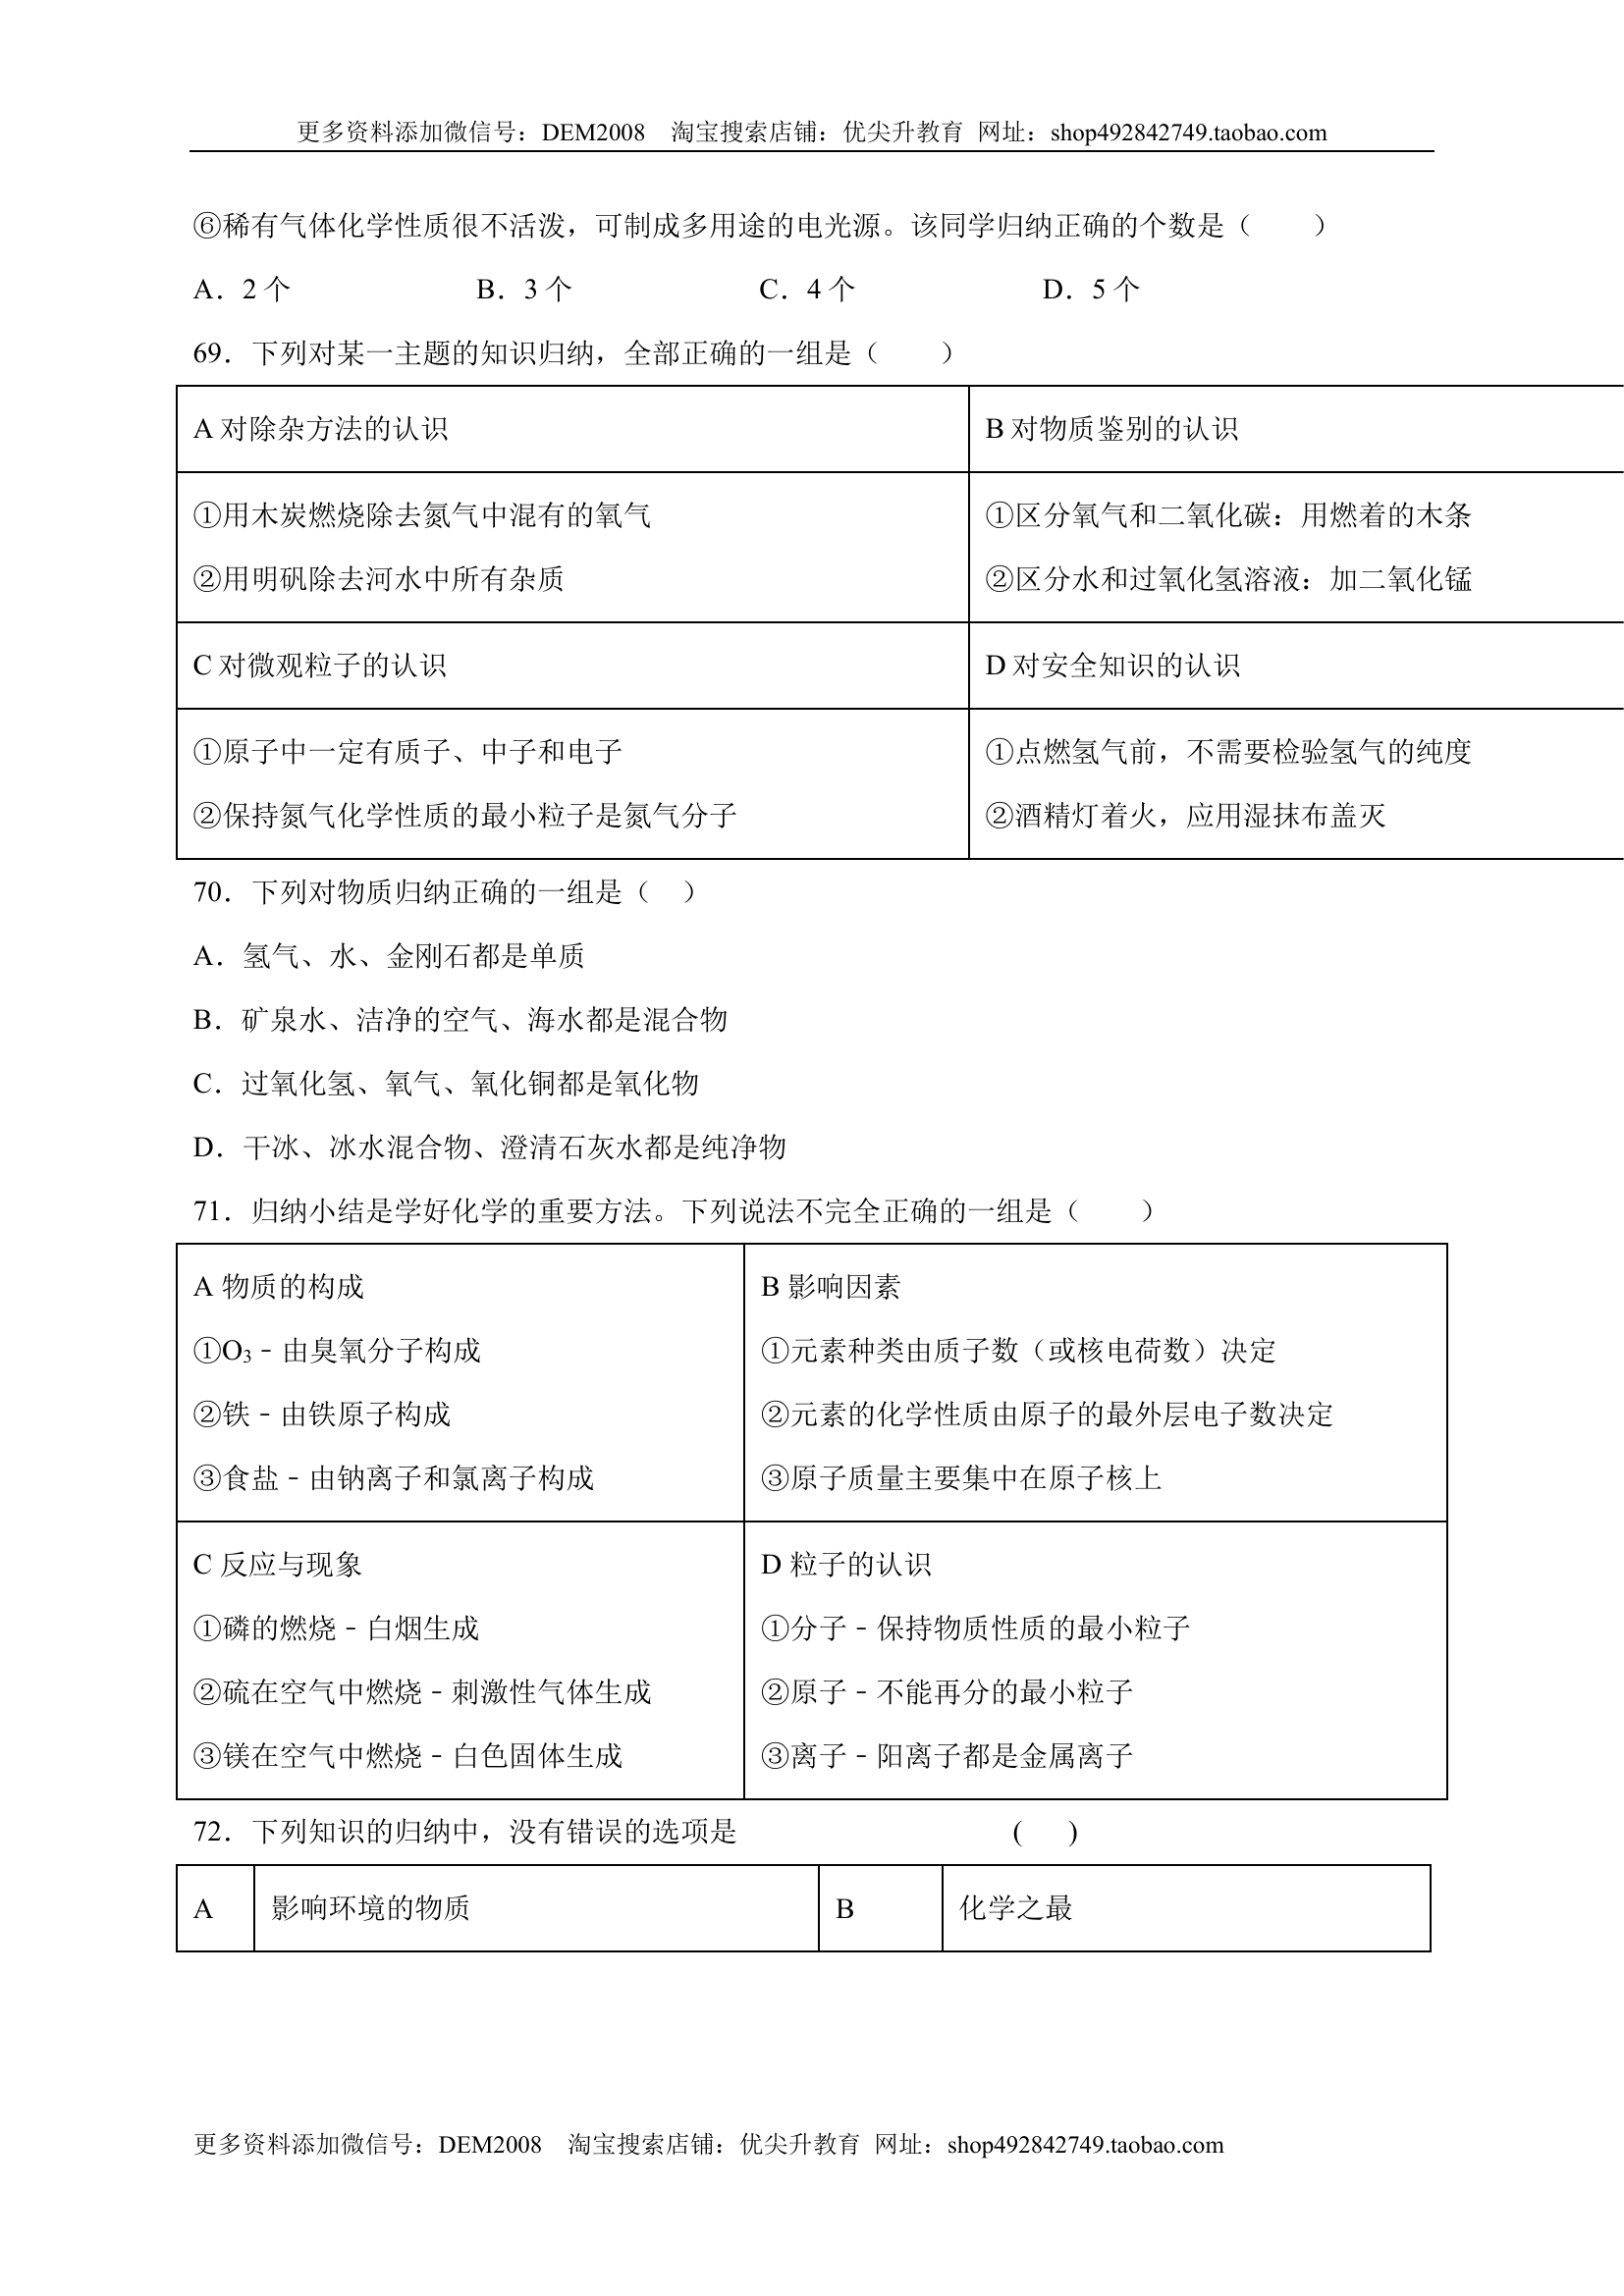 更多资料添加微信号：DEM2008 淘宝搜索店铺：优尖升教育 网址：shop492842749.taobao.com
⑥稀有气体化学性质很不活泼，可制成多用途的电光源。该同学归纳正确的个数是（　　）
A．2 个 B．3 个 C．4 个 D．5 个
69．下列对某一主题的知识归纳，全部正确的一组是（　　）
A 对除杂方法的认识 B 对物质鉴别的认识
①用木炭燃烧除去氮气中混有的氧气 ①区分氧气和二氧化碳：用燃着的木条
②用明矾除去河水中所有杂质 ②区分水和过氧化氢溶液：加二氧化锰
C 对微观粒子的认识 D 对安全知识的认识
①原子中一定有质子、中子和电子 ①点燃氢气前，不需要检验氢气的纯度
②保持氮气化学性质的最小粒子是氮气分子 ②酒精灯着火，应用湿抹布盖灭
70．下列对物质归纳正确的一组是（　）
A．氢气、水、金刚石都是单质
B．矿泉水、洁净的空气、海水都是混合物
C．过氧化氢、氧气、氧化铜都是氧化物
D．干冰、冰水混合物、澄清石灰水都是纯净物
71．归纳小结是学好化学的重要方法。下列说法不完全正确的一组是（　　）
A 物质的构成 B 影响因素
①O₃﹣由臭氧分子构成 ①元素种类由质子数（或核电荷数）决定
②铁﹣由铁原子构成 ②元素的化学性质由原子的最外层电子数决定
③食盐﹣由钠离子和氯离子构成 ③原子质量主要集中在原子核上
C 反应与现象 D 粒子的认识
①磷的燃烧﹣白烟生成 ①分子﹣保持物质性质的最小粒子
②硫在空气中燃烧﹣刺激性气体生成 ②原子﹣不能再分的最小粒子
③镁在空气中燃烧﹣白色固体生成 ③离子﹣阳离子都是金属离子
72．下列知识的归纳中，没有错误的选项是 (　)
A 影响环境的物质 B 化学之最
更多资料添加微信号：DEM2008 淘宝搜索店铺：优尖升教育 网址：shop492842749.taobao.com